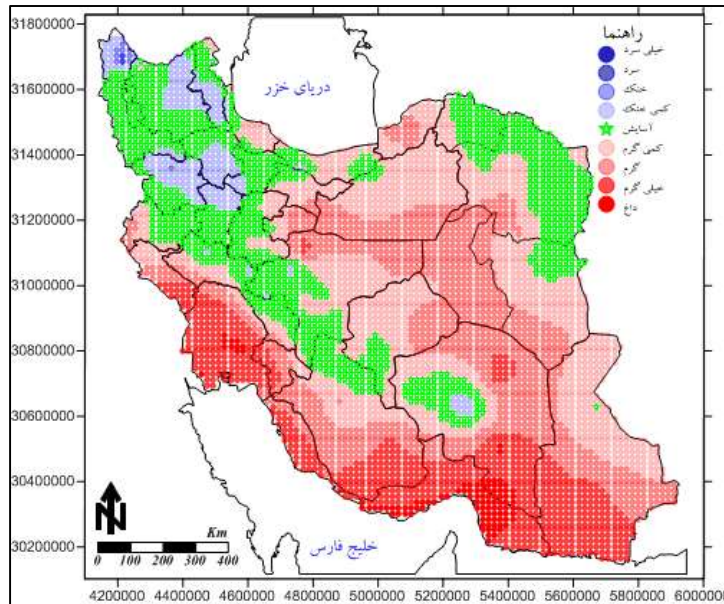 راهنما
خیلی سرد
سرد
خنک
کمی خنک
آسایش
کمی گرم
گرم
خیلی گرم
داغ
دریای خزر
خلیج فارس
31800000
31600000
31400000
31200000
31000000
30800000
30600000
30400000
30200000
N
Km
0 100 200 300 400
4200000 4400000 4600000 4800000 5000000 5200000 5400000 5600000 5800000 6000000